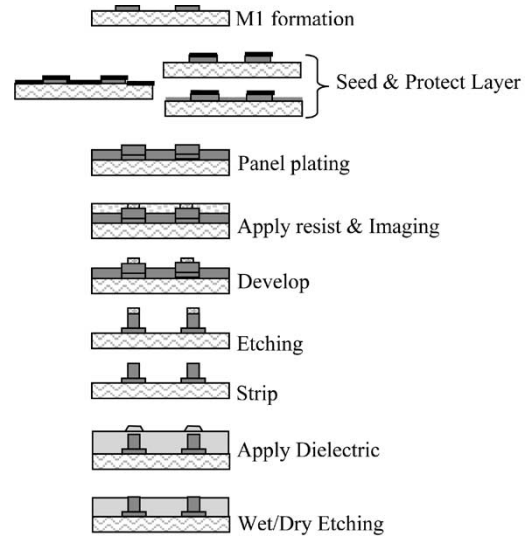 M1 formation
Seed & Protect Layer
Panel plating
Apply resist & Imaging
Develop
Etching
Strip
Apply Dielectric
Wet/Dry Etching